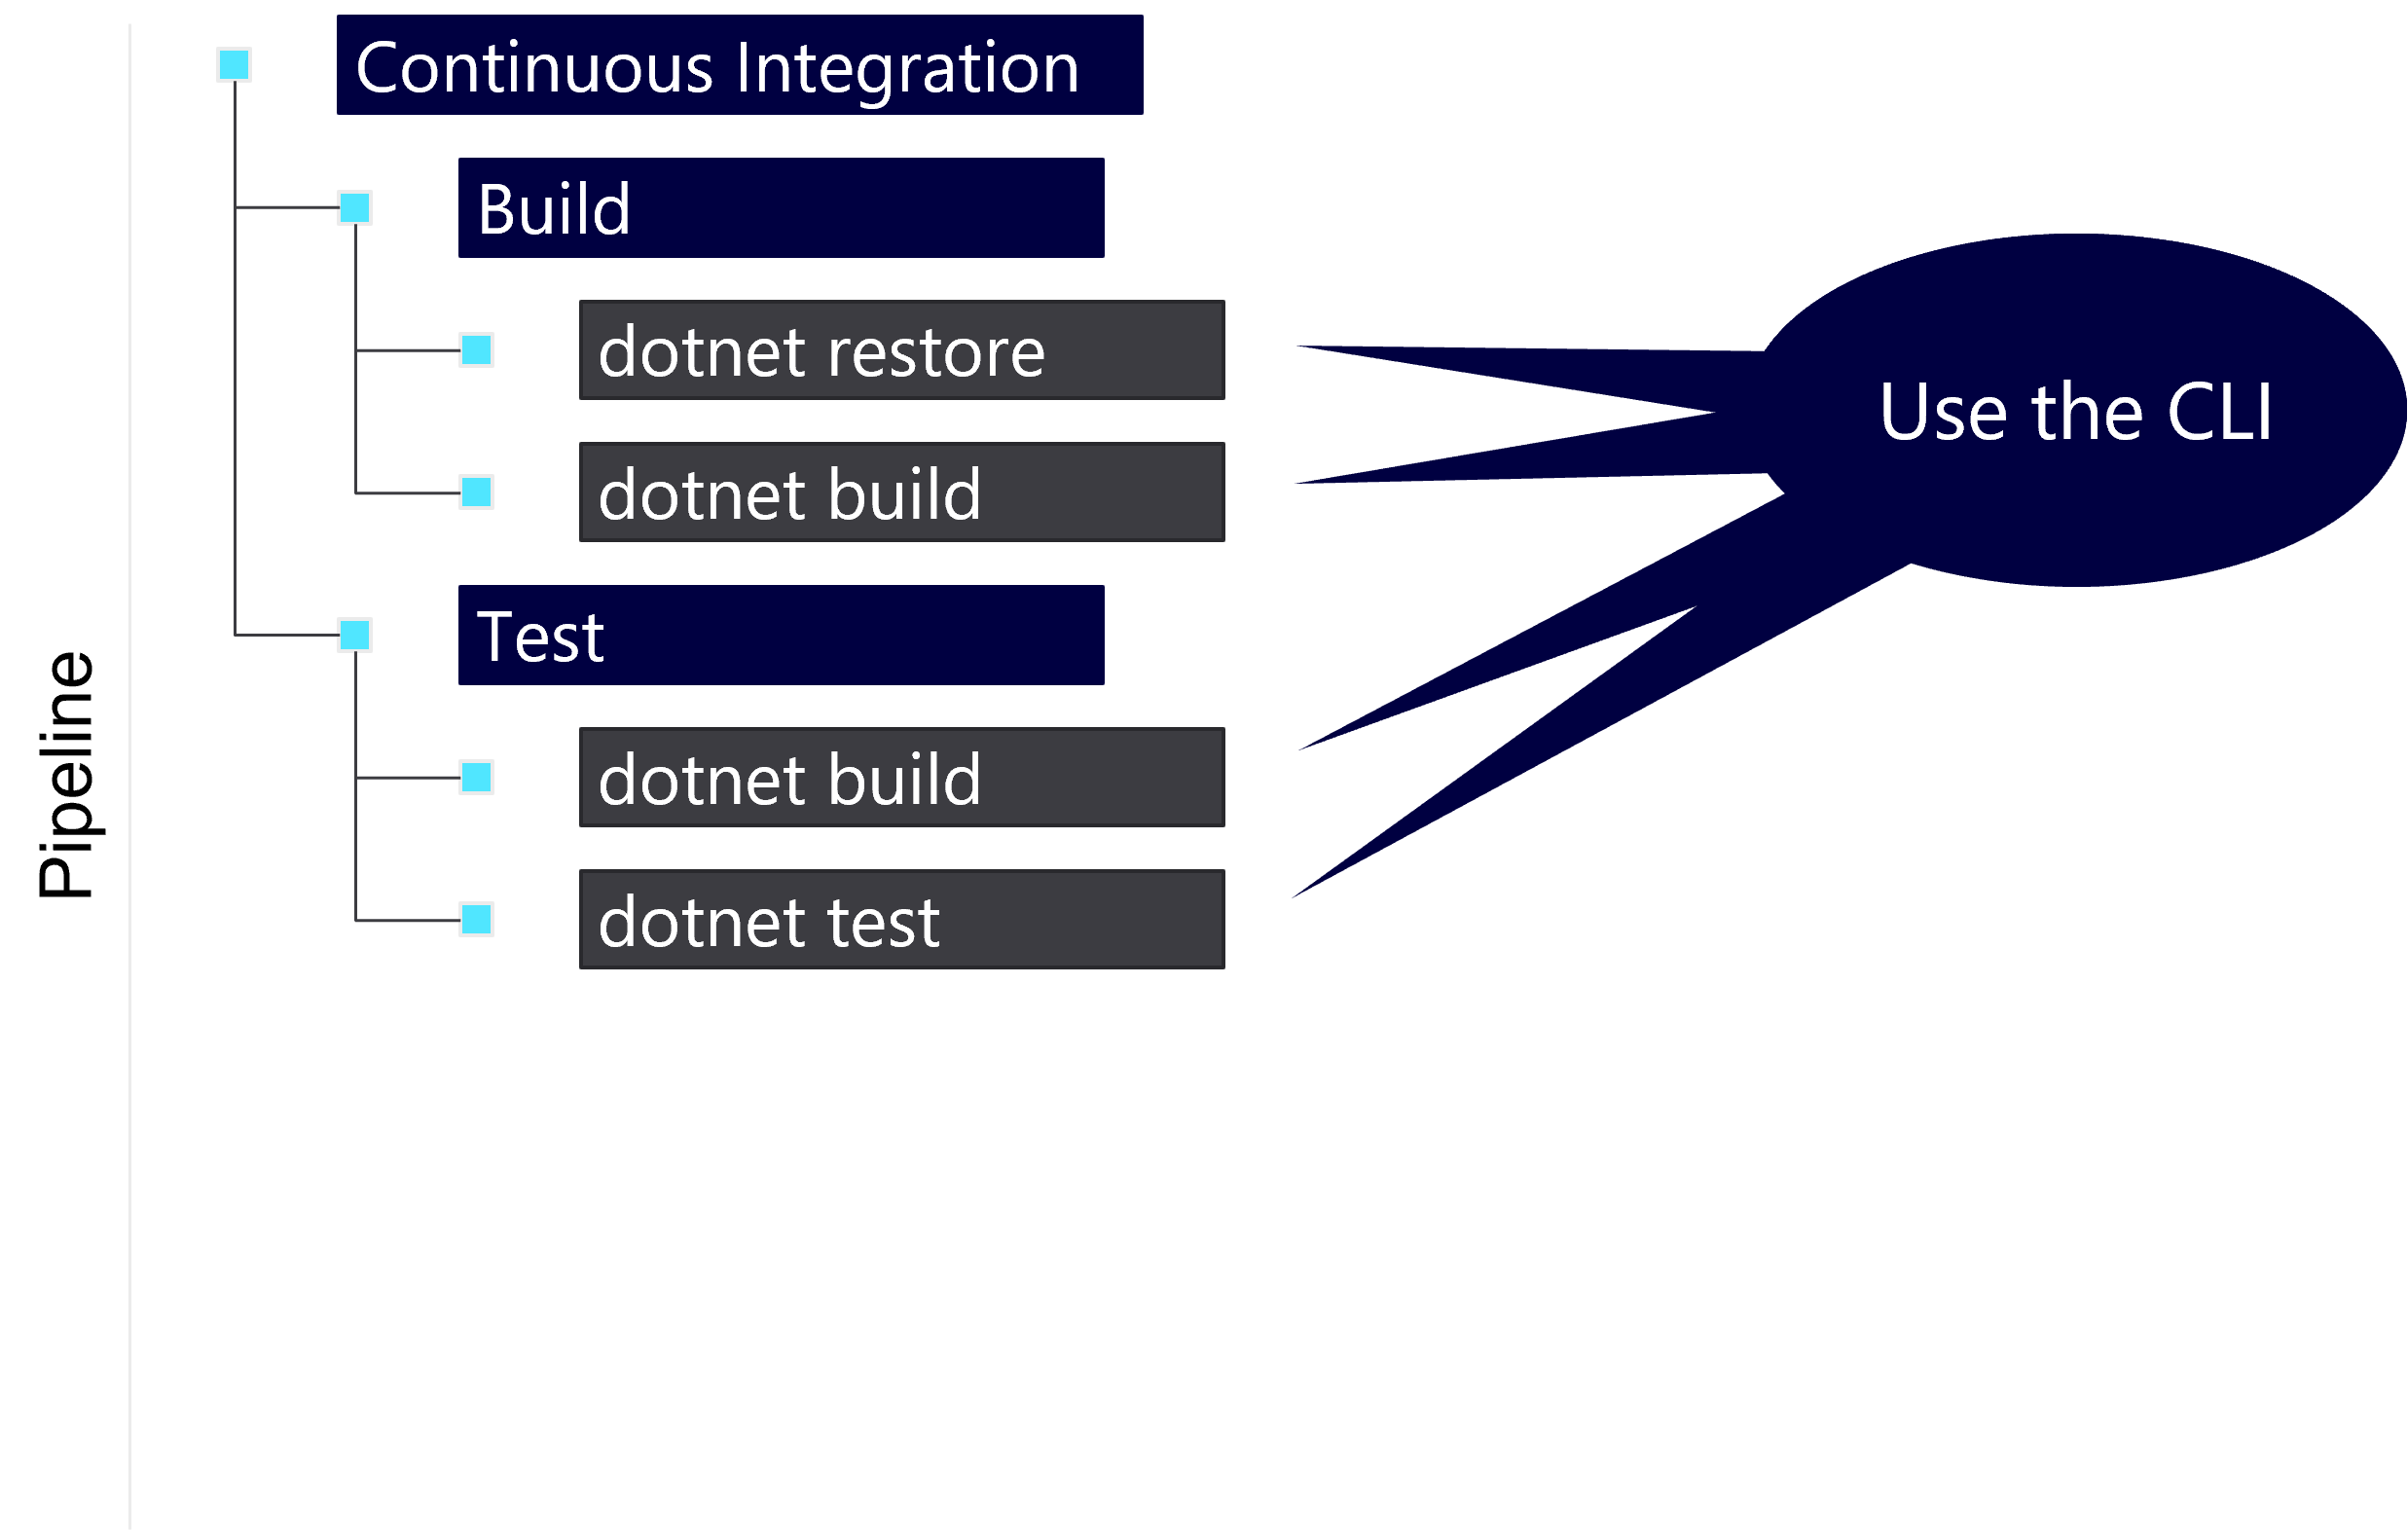 Pipeline
Continuous Integration
Build
dotnet restore
dotnet build
Test
dotnet build
dotnet test
Use the CLI